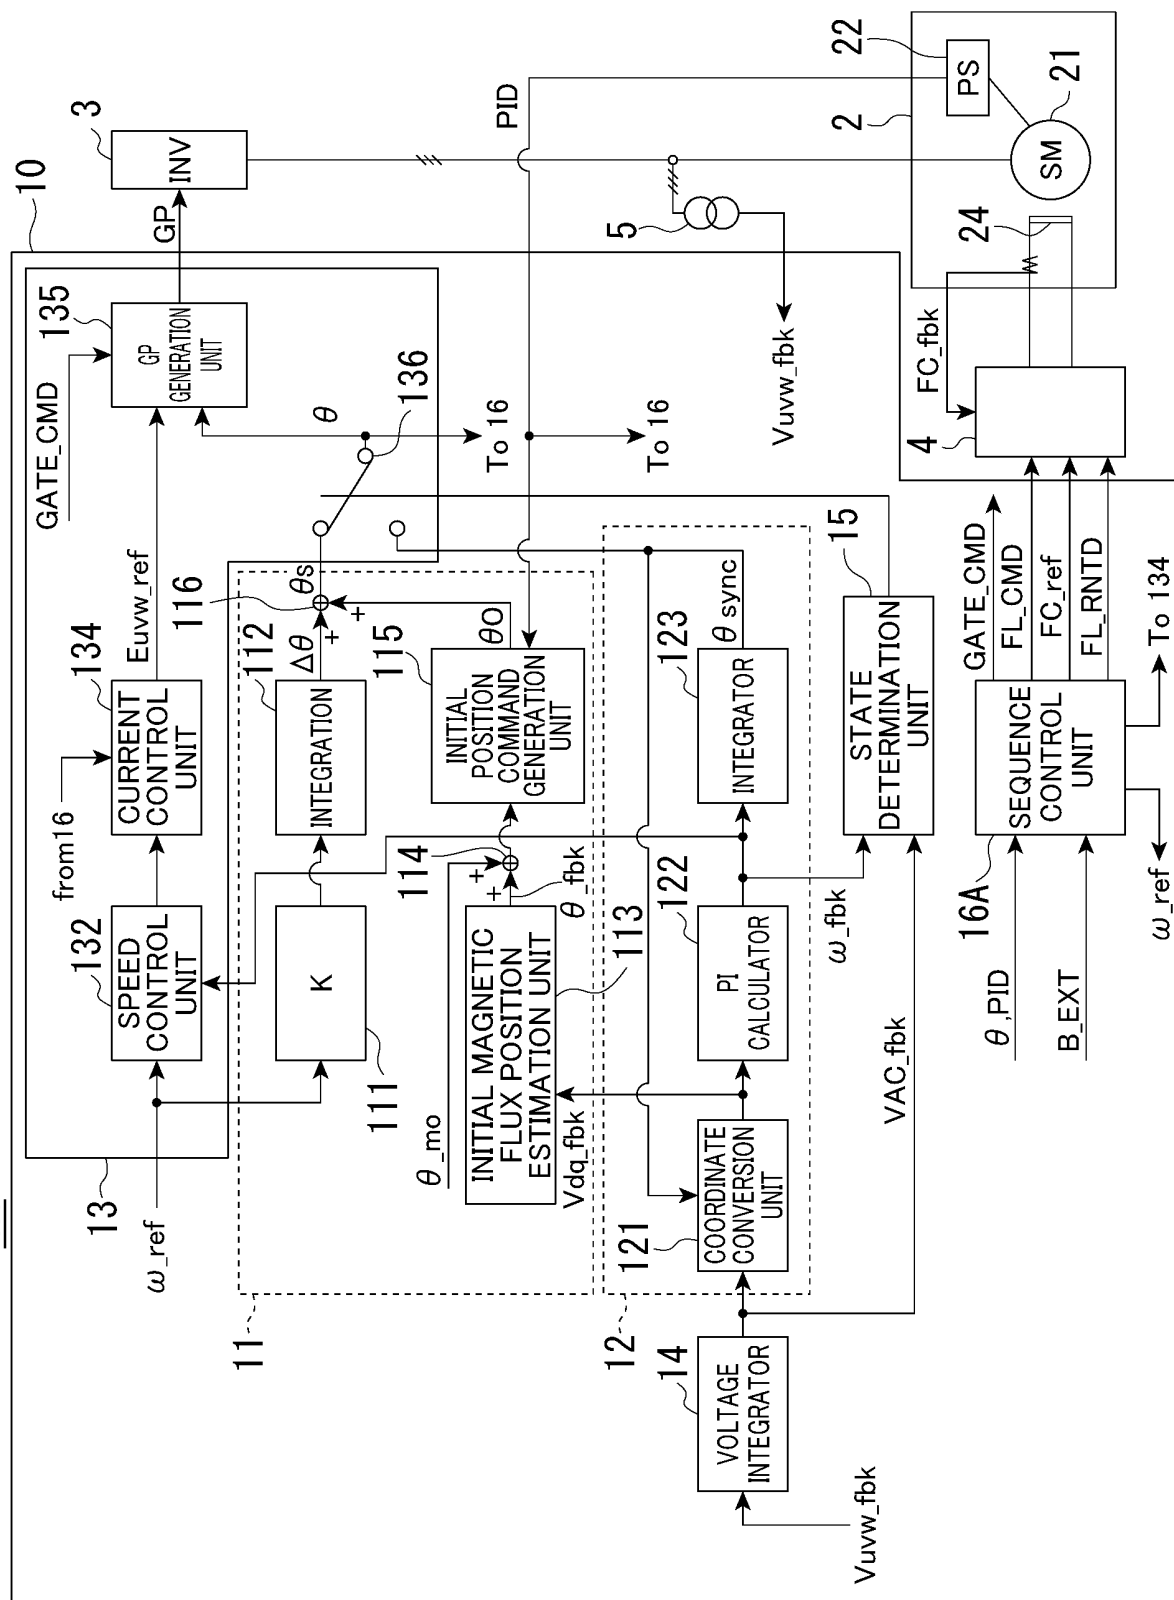 10
3
INV
GP
135
GATE_CMD
GP
GENERATION
UNIT
Euvw_ref
134
from16
CURRENT
CONTROL
UNIT
132
SPEED
CONTROL
UNIT
13
ω_ref
θ
136
To 16
To 16
PID
θs
116
Δθ
+
+
112
INTEGRATION
K
111
11
115
θ0
INITIAL
POSITION
COMMAND
GENERATION
UNIT
114
+
+
θ_fbk
θ_mo
INITIAL MAGNETIC
FLUX POSITION
ESTIMATION UNIT
113
Vdq_fbk
5
Vuvw_fbk
θsync
123
INTEGRATOR
122
PI
CALCULATOR
121
COORDINATE
CONVERSION
UNIT
12
14
VOLTAGE
INTEGRATOR
Vuvw_fbk
15
STATE
DETERMINATION
UNIT
ω_fbk
VAC_fbk
2
22
PS
21
SM
24
FC_fbk
4
GATE_CMD
FL_CMD
FC_ref
FL_RNTD
To 134
SEQUENCE
CONTROL
UNIT
16A
θ,PID
B_EXT
ω_ref